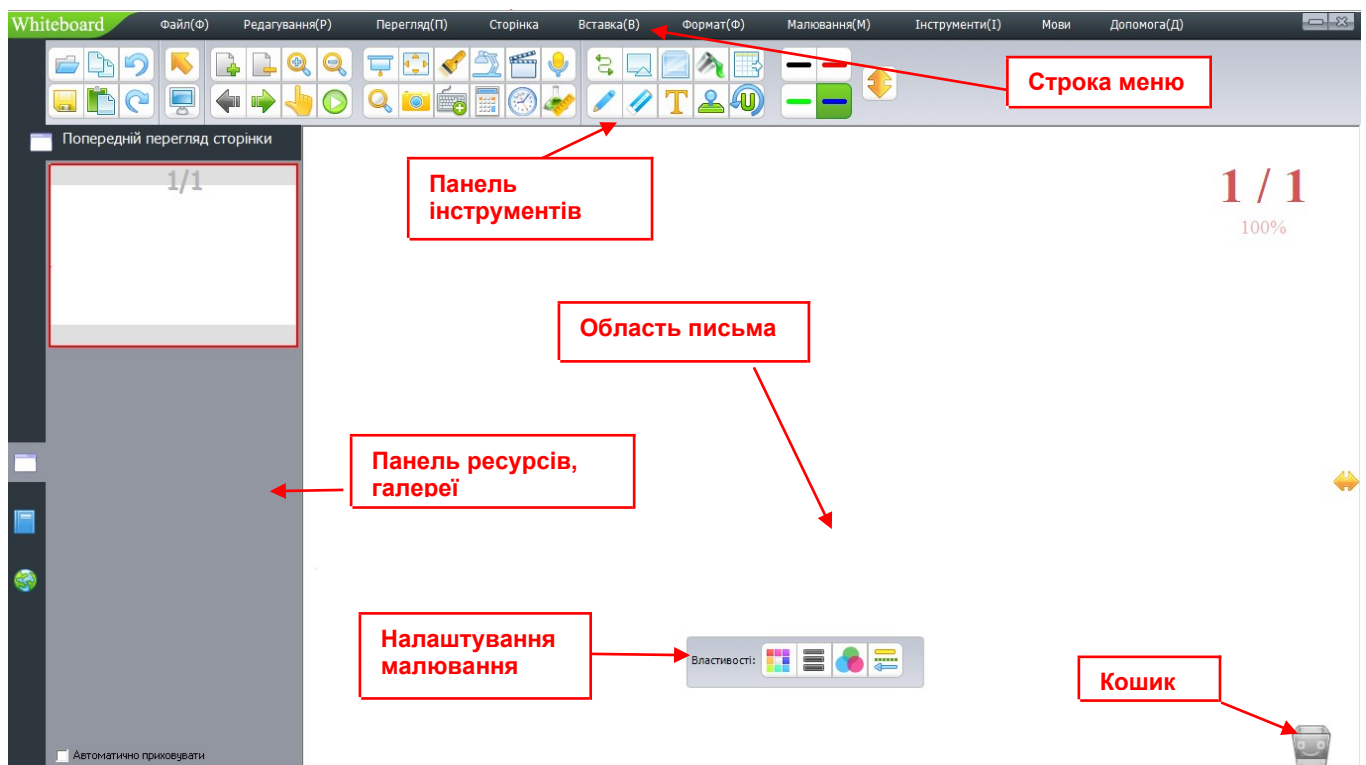 Whiteboard Файл(Ф) Редагування(Р) Перегляд(П) Сторінка Вставка(В) Формат(Ф) Малювання(М) Інструменти(І) Мови Допомога(Д)
Строка меню
Попередній перегляд сторінки
1/1
Панель
інструментів
1 / 1
100%
Область письма
Панель ресурсів,
галереї
Налаштування
малювання
Властивості:
Кошик
Автоматично приховувати